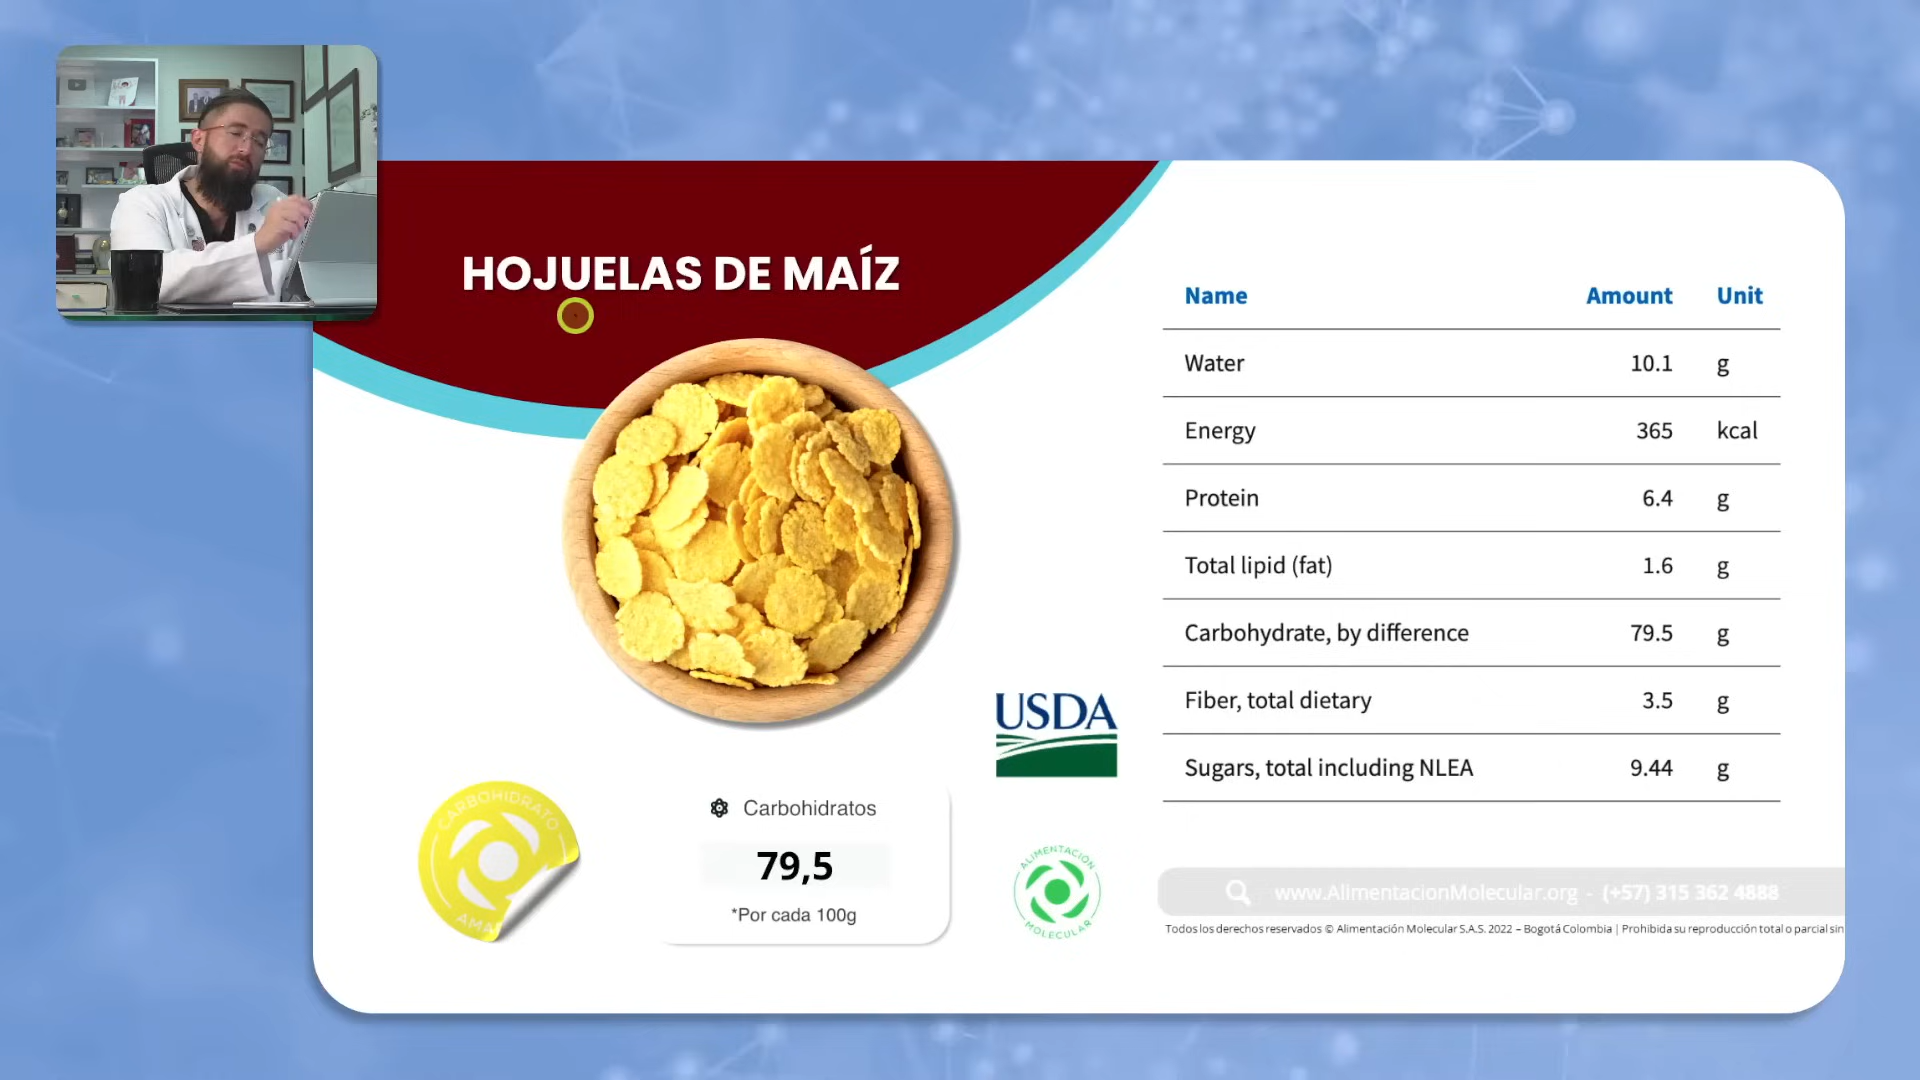 HOJUELAS DE MAÍZ
Name Amount Unit
Water 10.1 g
Energy 365 kcal
Protein 6.4 g
Total lipid (fat) 1.6 g
Carbohydrate, by difference 79.5 g
Fiber, total dietary 3.5 g
Sugars, total including NLEA 9.44 g
USDA
CARBOHIDRATO
Carbohidratos
79,5
*Por cada 100g
ALIMENTACION
MOLECULAR
www.AlimentacionMolecular.org - (+57) 315 362 4888
Todos los derechos reservados © Alimentación Molecular S.A.S. 2022 – Bogotá Colombia | Prohibida su reproducción total o parcial sin